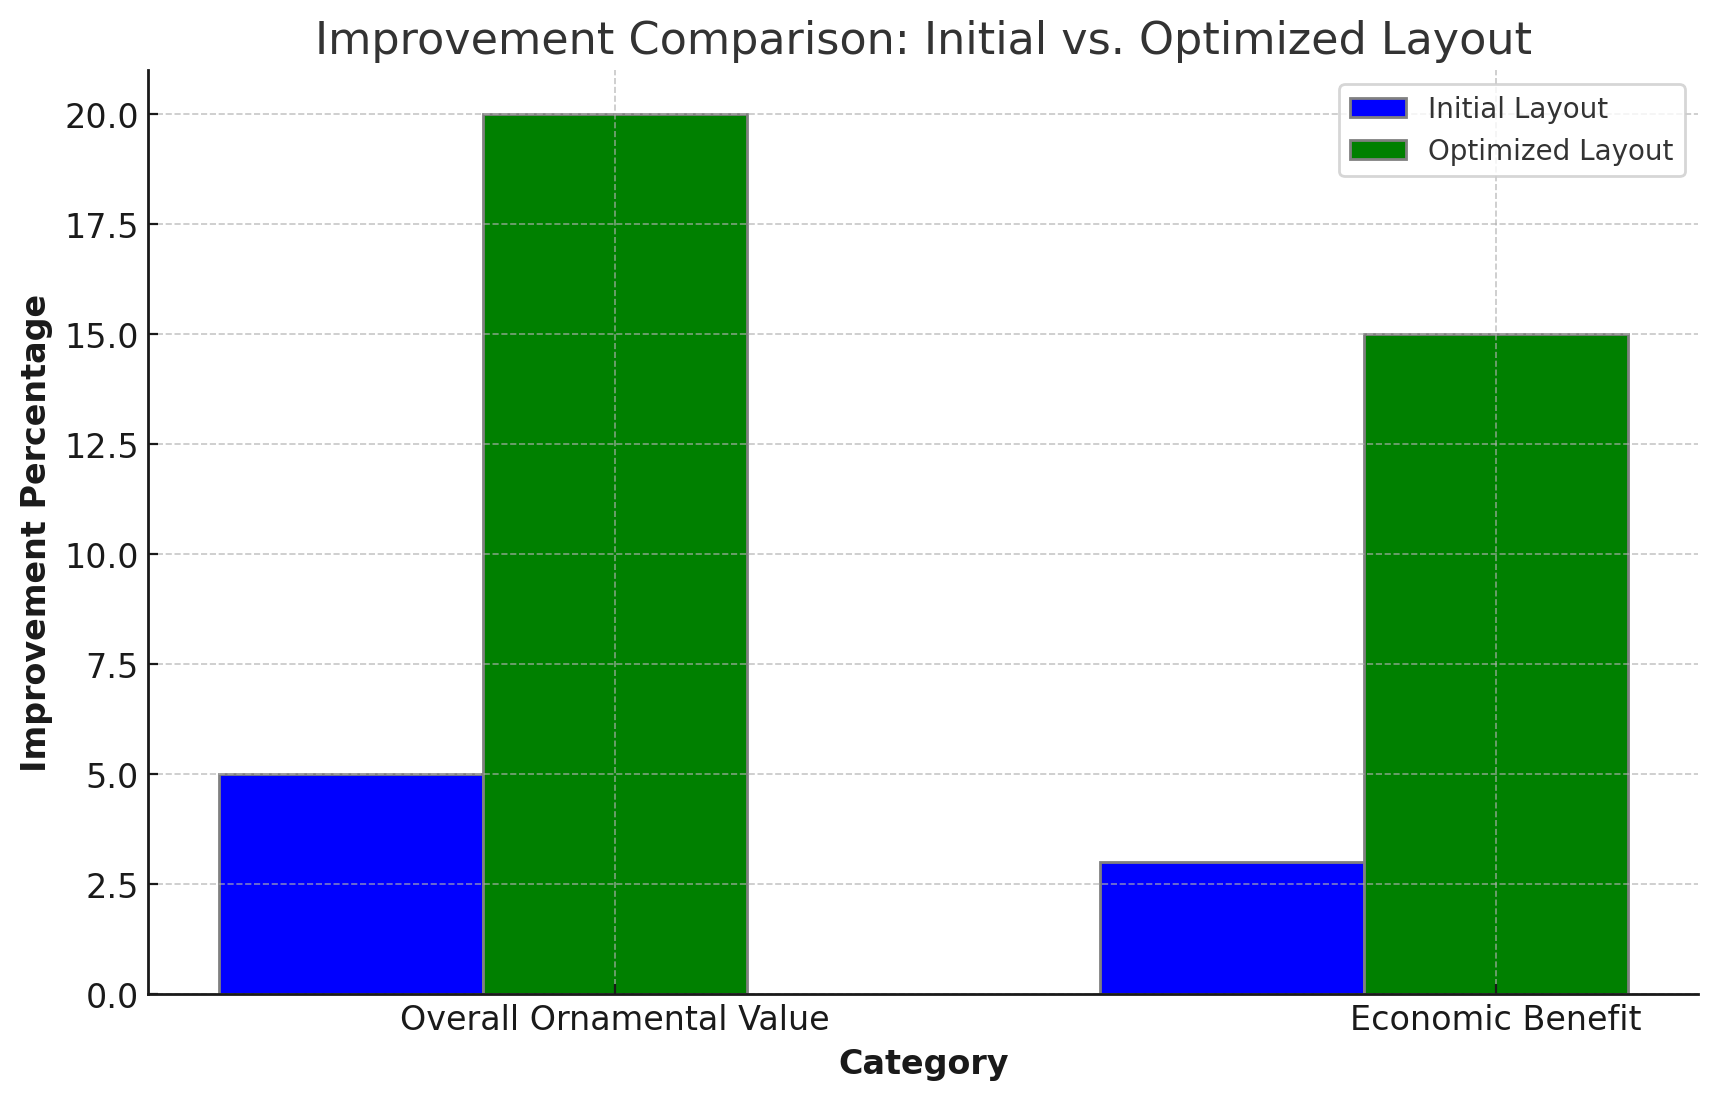 Improvement Comparison: Initial vs. Optimized Layout
Initial Layout
Optimized Layout
Improvement Percentage
20.0
17.5
15.0
12.5
10.0
7.5
5.0
2.5
0.0
Overall Ornamental Value
Economic Benefit
Category